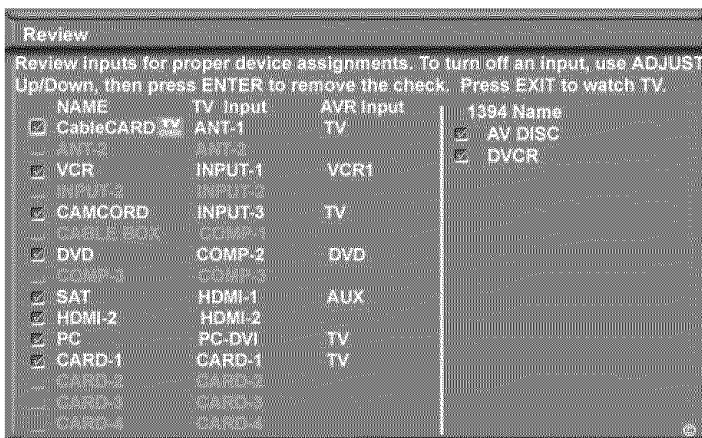 Review
Review inputs for proper device assignments. To turn off an input, use ADJUST
Up/Down, then press ENTER to remove the check. Press EXIT to watch TV.
NAME TV Input AVR Input
CableCARD TV ANT-1 TV
ANT-2 ANT-2
VCR INPUT-1 VCR1
INPUT-2 INPUT-2
CAMCORD INPUT-3 TV
CABLE BOX COMP-1
DVD COMP-2 DVD
COMP-3 COMP-3
SAT HDMI-1 AUX
HDMI-2 HDMI-2
PC PC-DVI TV
CARD-1 CARD-1 TV
CARD-2 CARD-2
CARD-3 CARD-3
CARD-4 CARD-4
1394 Name
AV DISC
DVCR